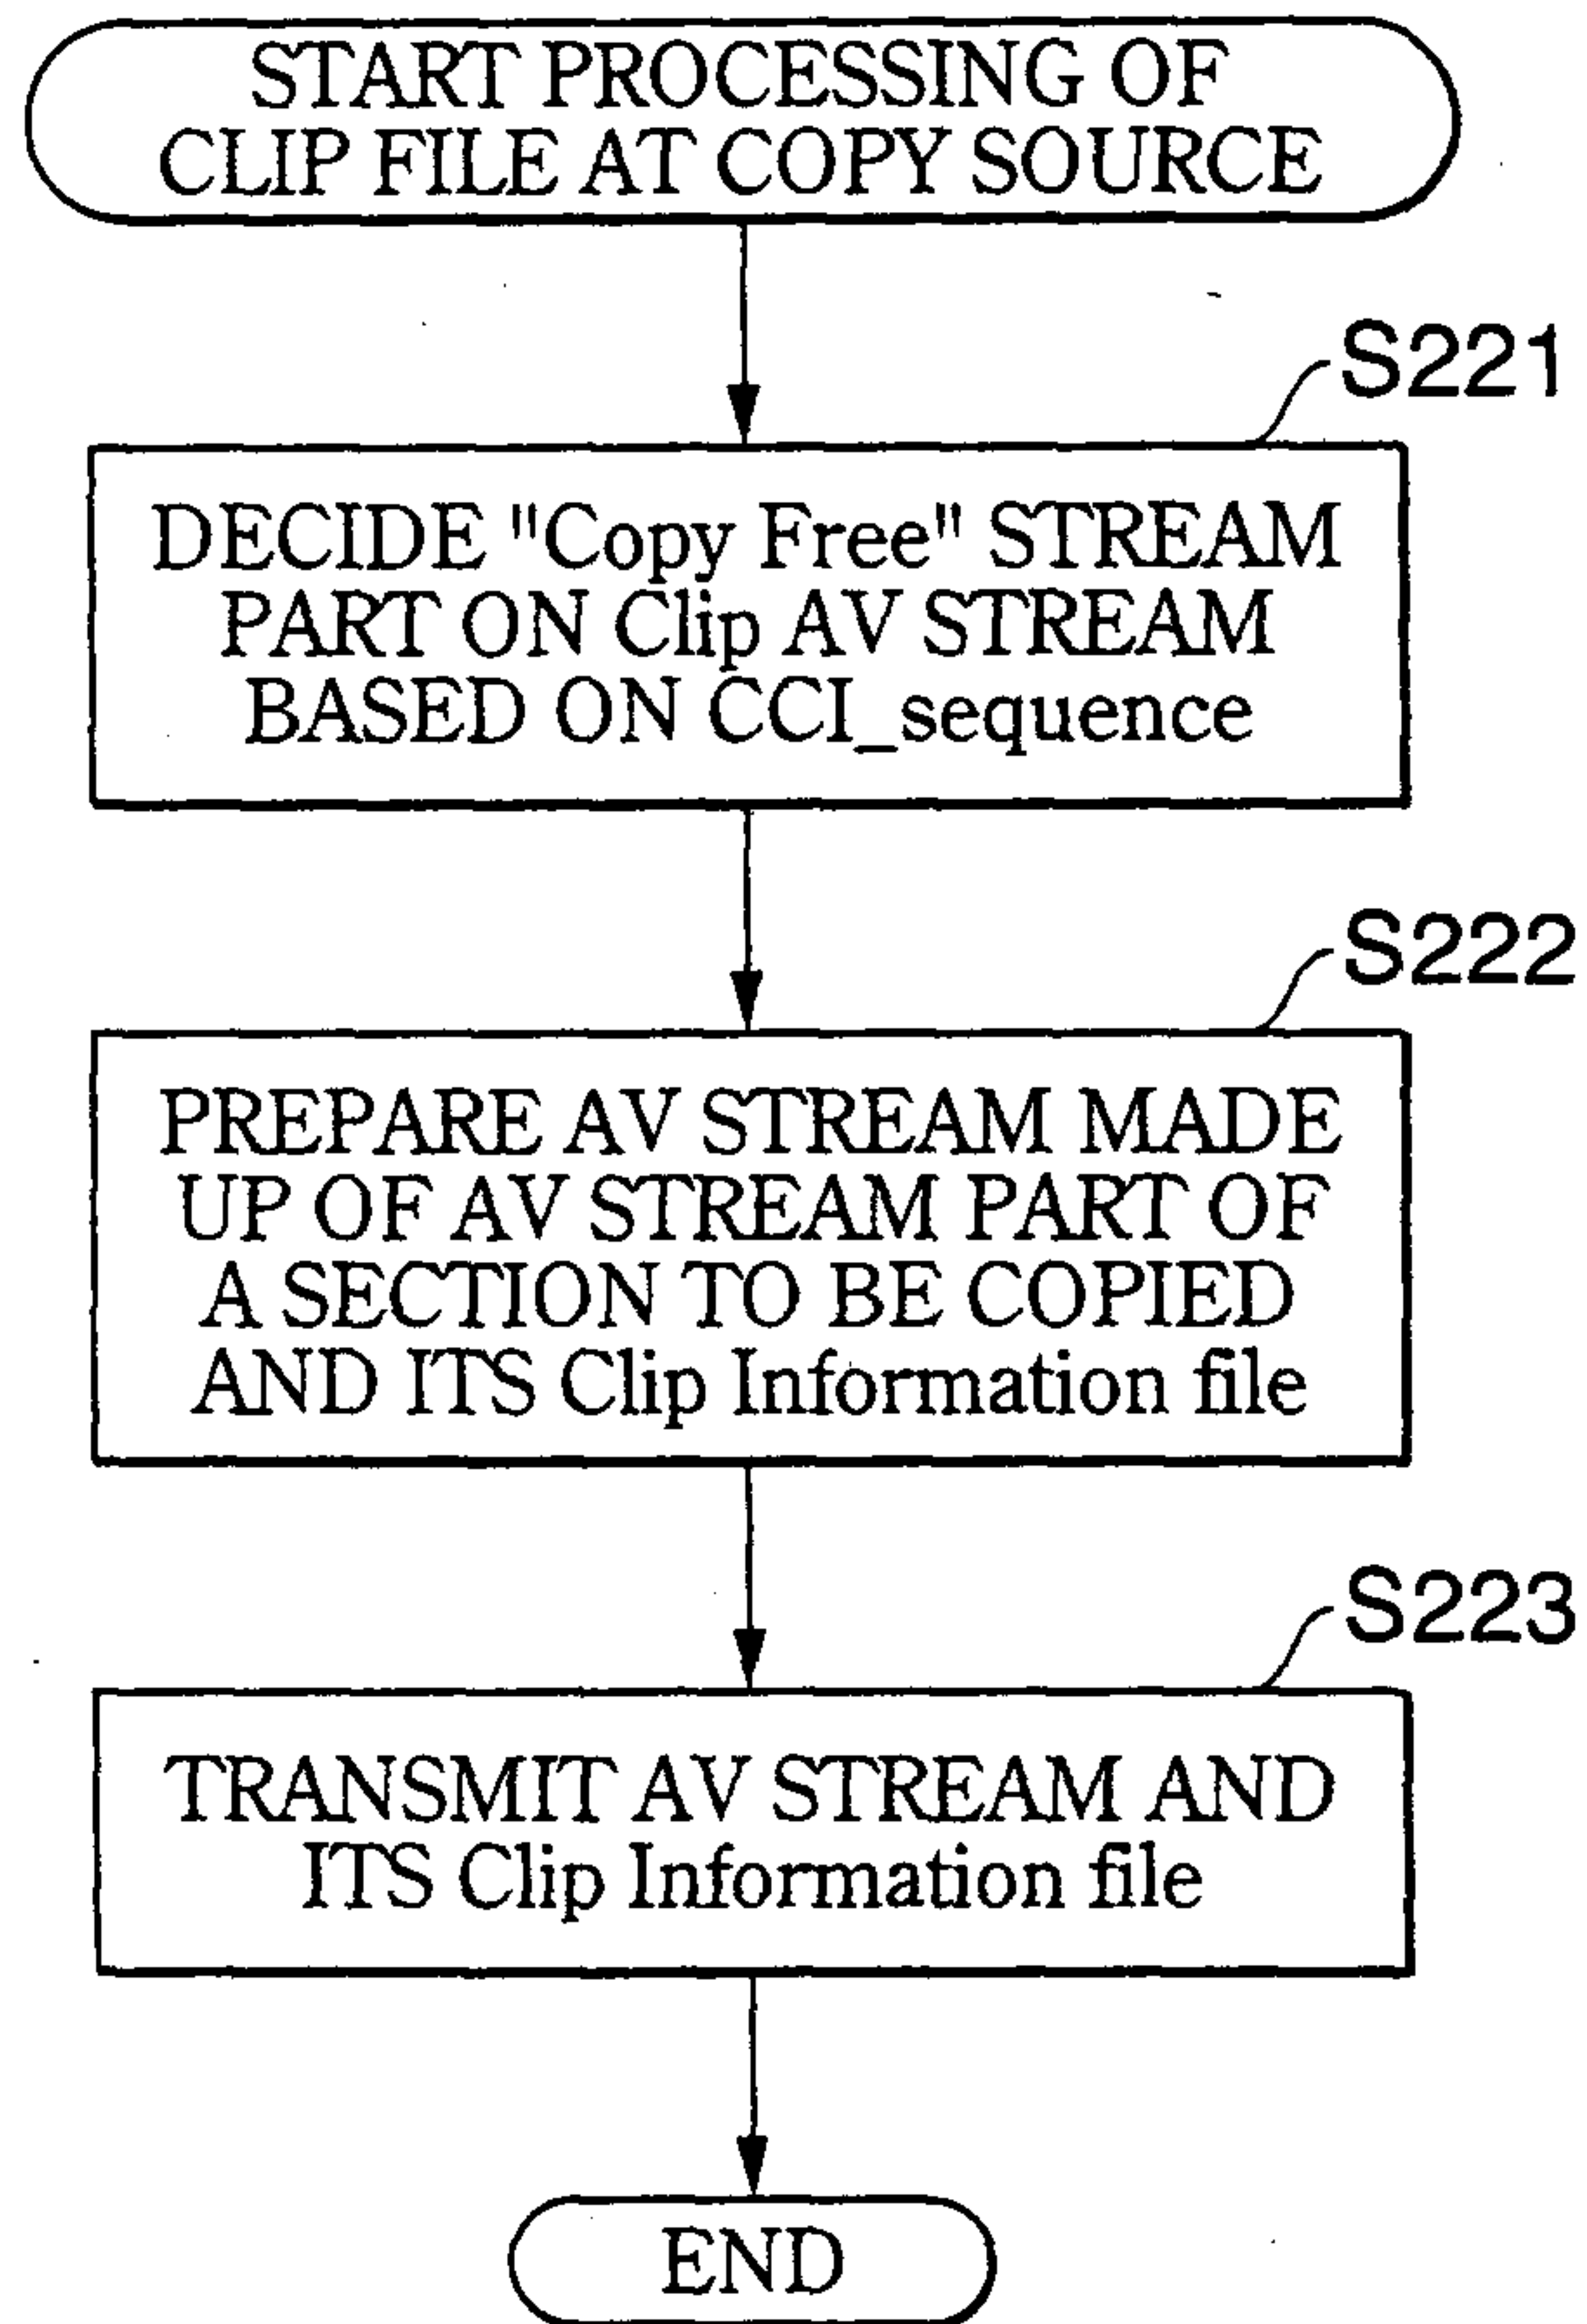 START PROCESSING OF
CLIP FILE AT COPY SOURCE
S221
DECIDE "Copy Free" STREAM
PART ON Clip AV STREAM
BASED ON CCI_sequence
S222
PREPARE AV STREAM MADE
UP OF AV STREAM PART OF
A SECTION TO BE COPIED
AND ITS Clip Information file
S223
TRANSMIT AV STREAM AND
ITS Clip Information file
END